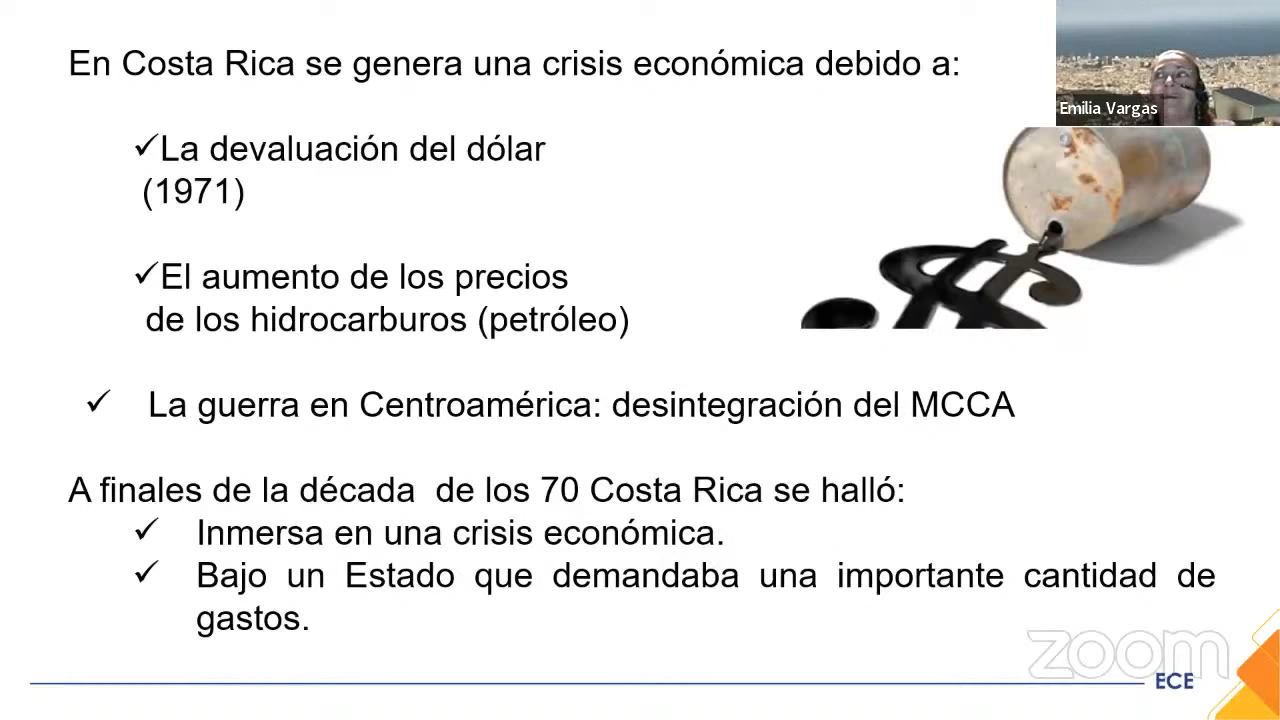 En Costa Rica se genera una crisis económica debido a:
Emilia Vargas
✓La devaluación del dólar
(1971)
✓El aumento de los precios
de los hidrocarburos (petróleo)
✓ La guerra en Centroamérica: desintegración del MCCA
A finales de la década de los 70 Costa Rica se halló:
✓ Inmersa en una crisis económica.
✓ Bajo un Estado que demandaba una importante cantidad de
gastos.
zoom
ECE